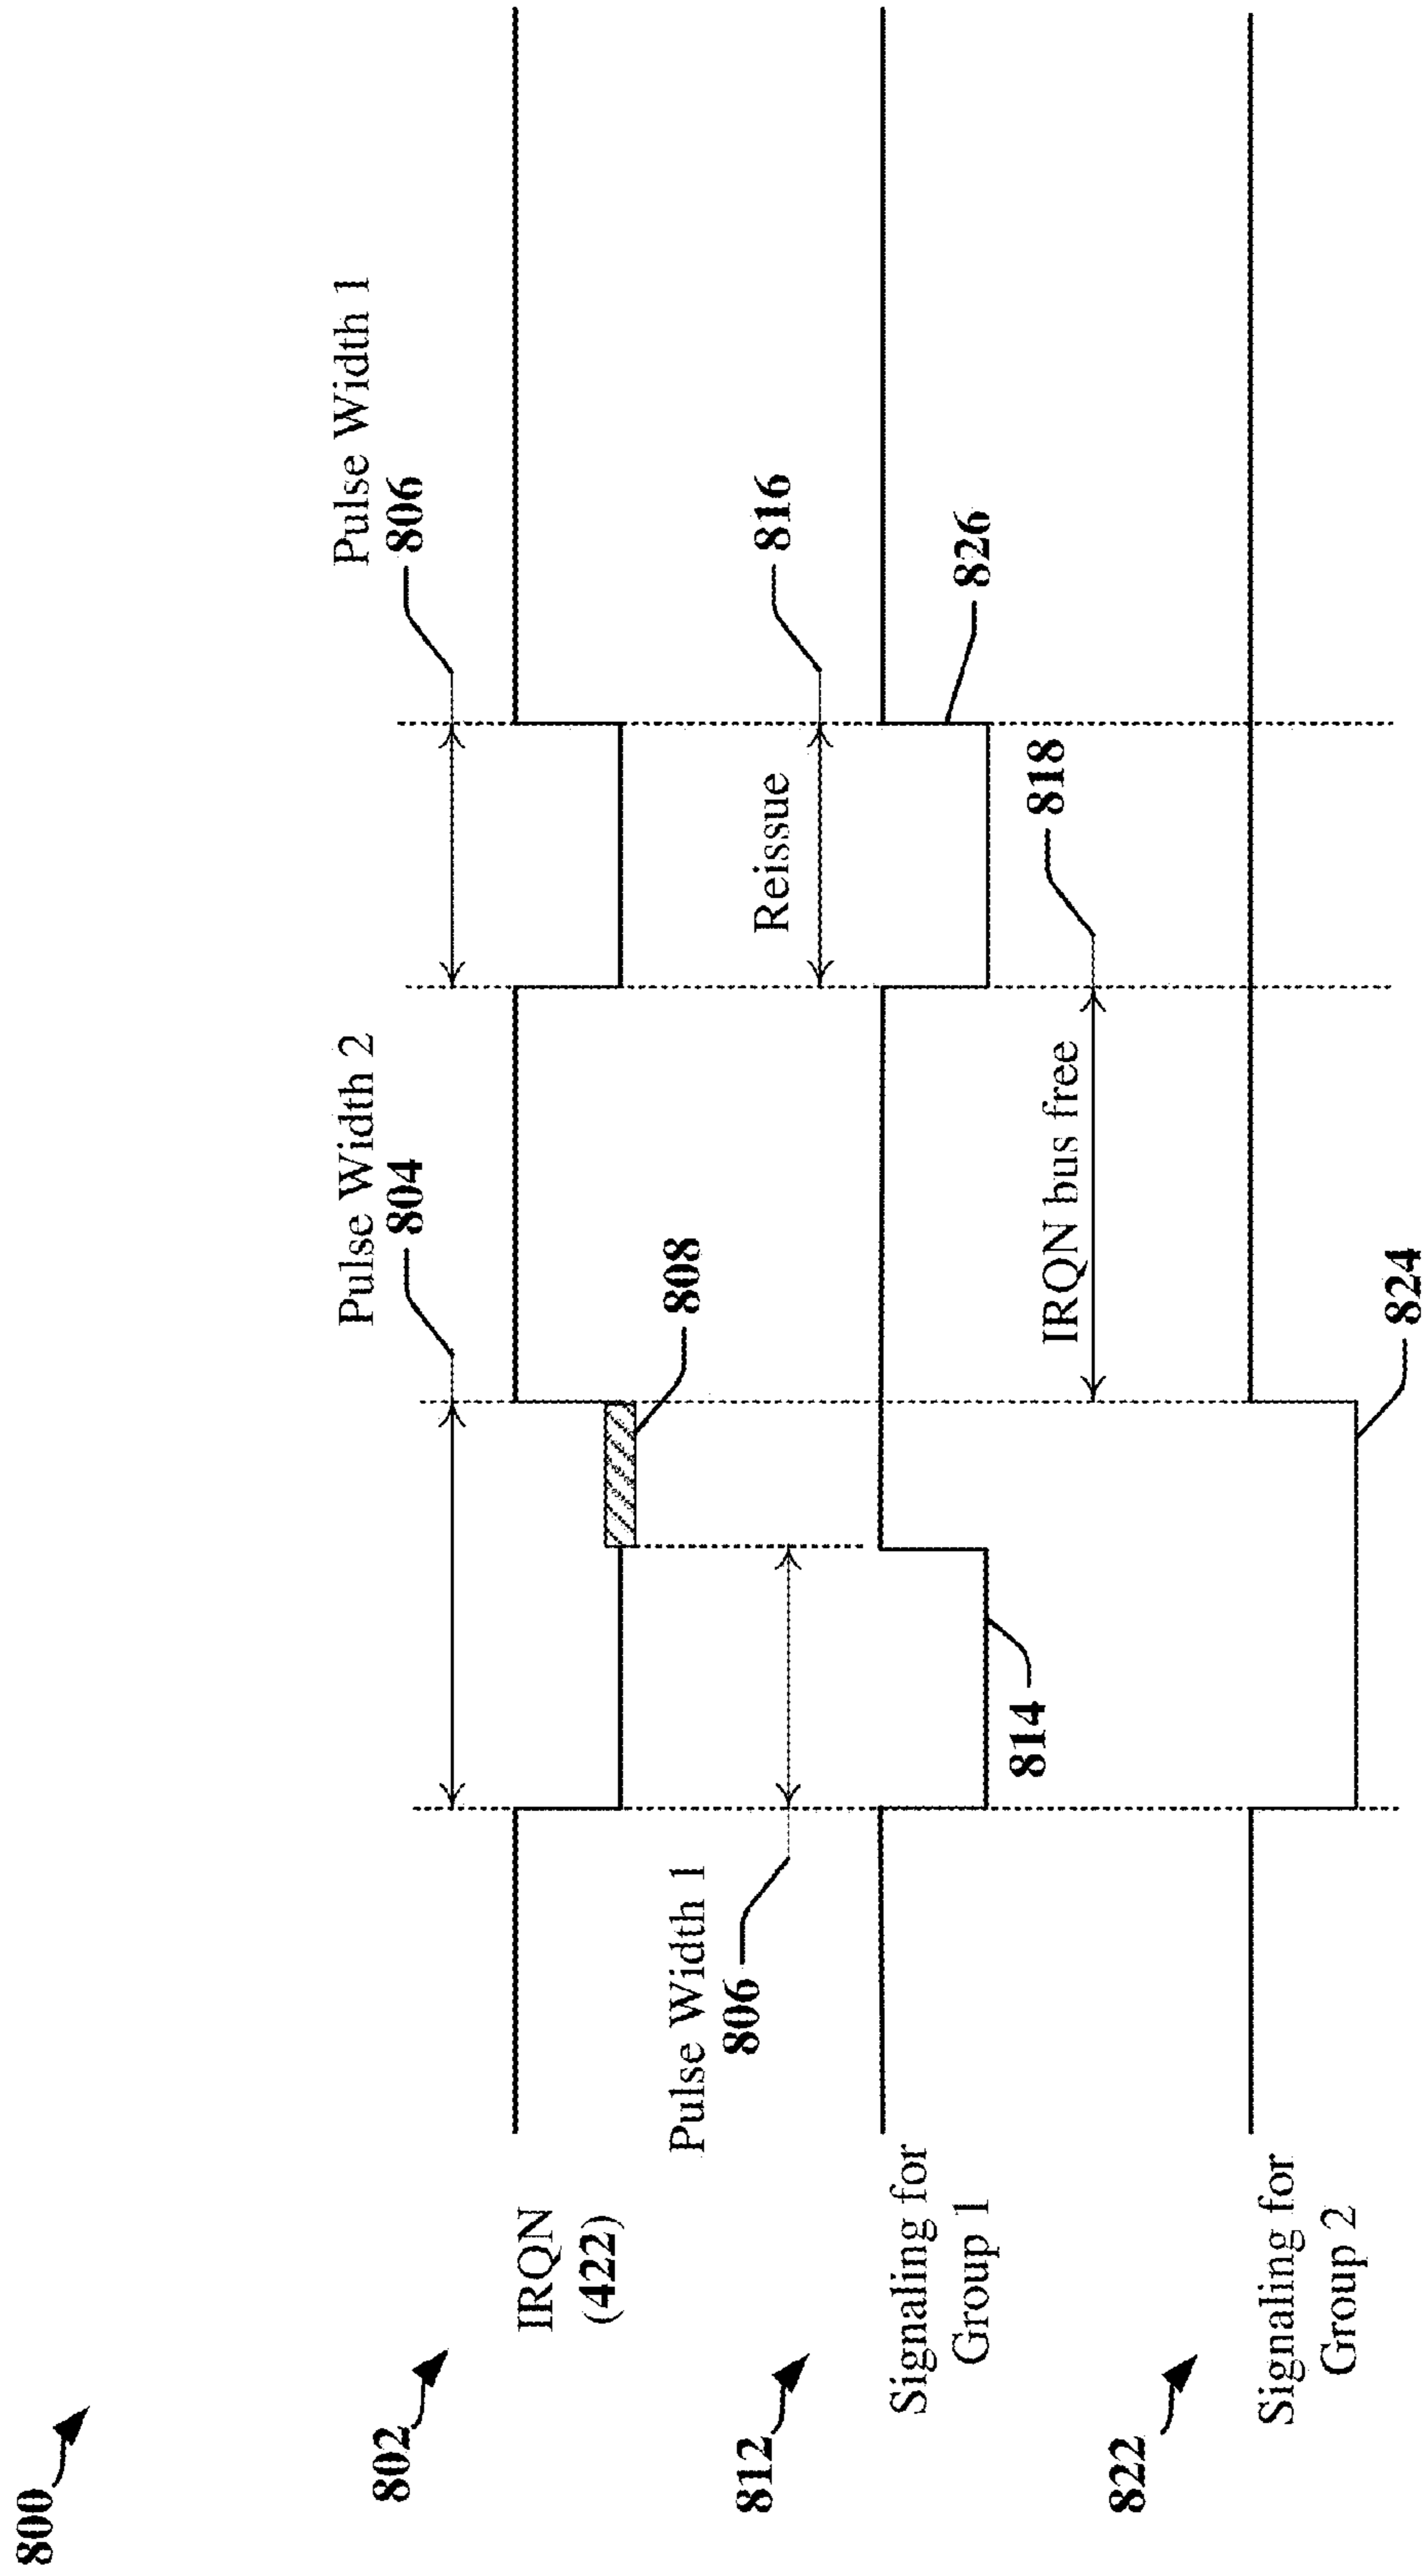 800
802
IRQN
(422)
Pulse Width 2
804
Pulse Width 1
806
808
Pulse Width 1
806
812
Signaling for
Group 1
814
Reissue
816
826
IRQN bus free
818
822
Signaling for
Group 2
824